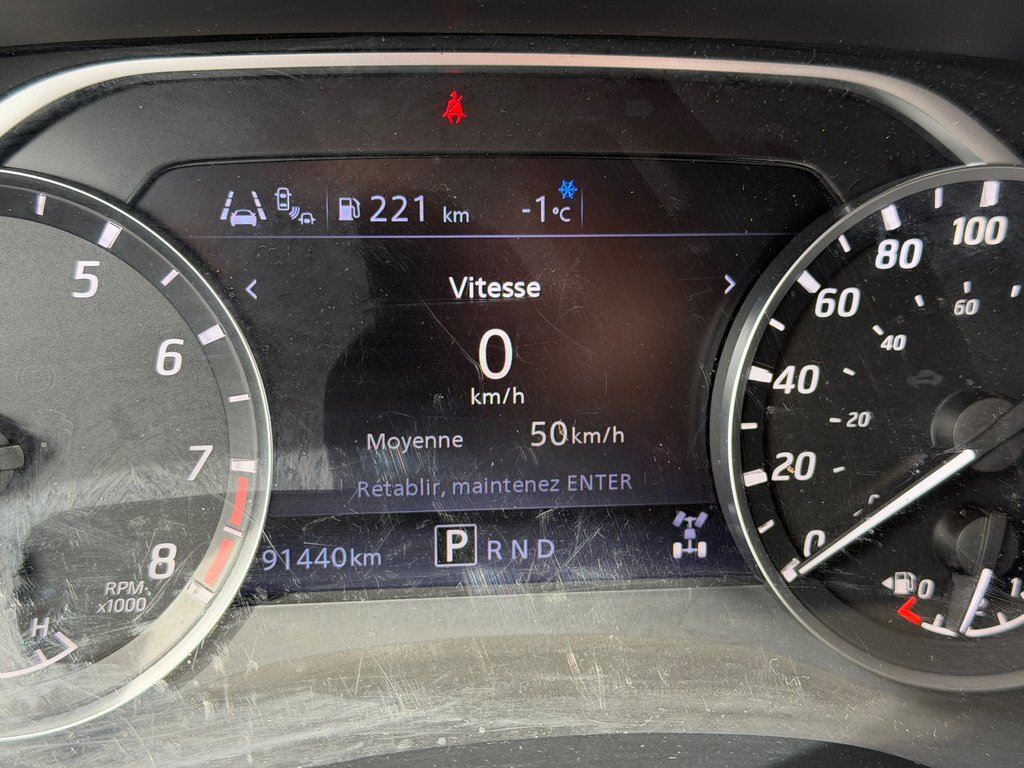 221 km -1°C
Vitesse
0
km/h
Moyenne 50km/h
Rétablir, maintenez ENTER
91440km P R N D
5
6
7
8
RPM
x1000
H
100
80
60
40
20
0
60
40
20
0
0